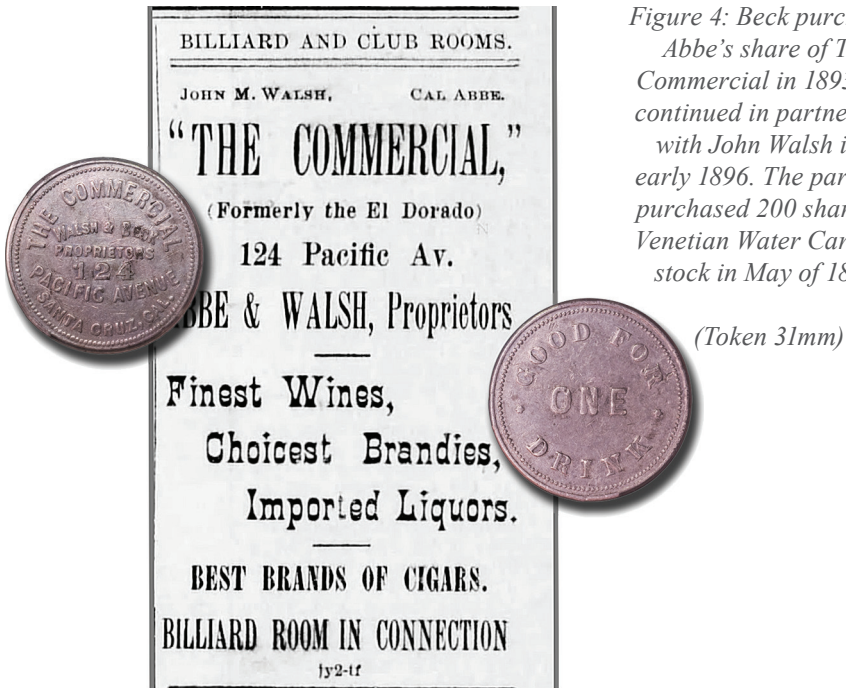 BILLIARD AND CLUB ROOMS.
JOHN M. WALSH, CAL ABBE.
“THE COMMERCIAL,”
(Formerly the El Dorado)
124 Pacific Av.
BBE & WALSH, Proprietors
Finest Wines,
Choicest Brandies,
Imported Liquors.
BEST BRANDS OF CIGARS.
BILLIARD ROOM IN CONNECTION
jy2-tf
THE COMMERCIAL
WALSH & BECK
PROPRIETORS
124
PACIFIC AVENUE
SANTA CRUZ, CAL.
GOOD FOR
ONE
DRINK
Figure 4: Beck purc
Abbe’s share of T
Commercial in 1895
continued in partne
with John Walsh i
early 1896. The par
purchased 200 shar
Venetian Water Car
stock in May of 18
(Token 31mm)